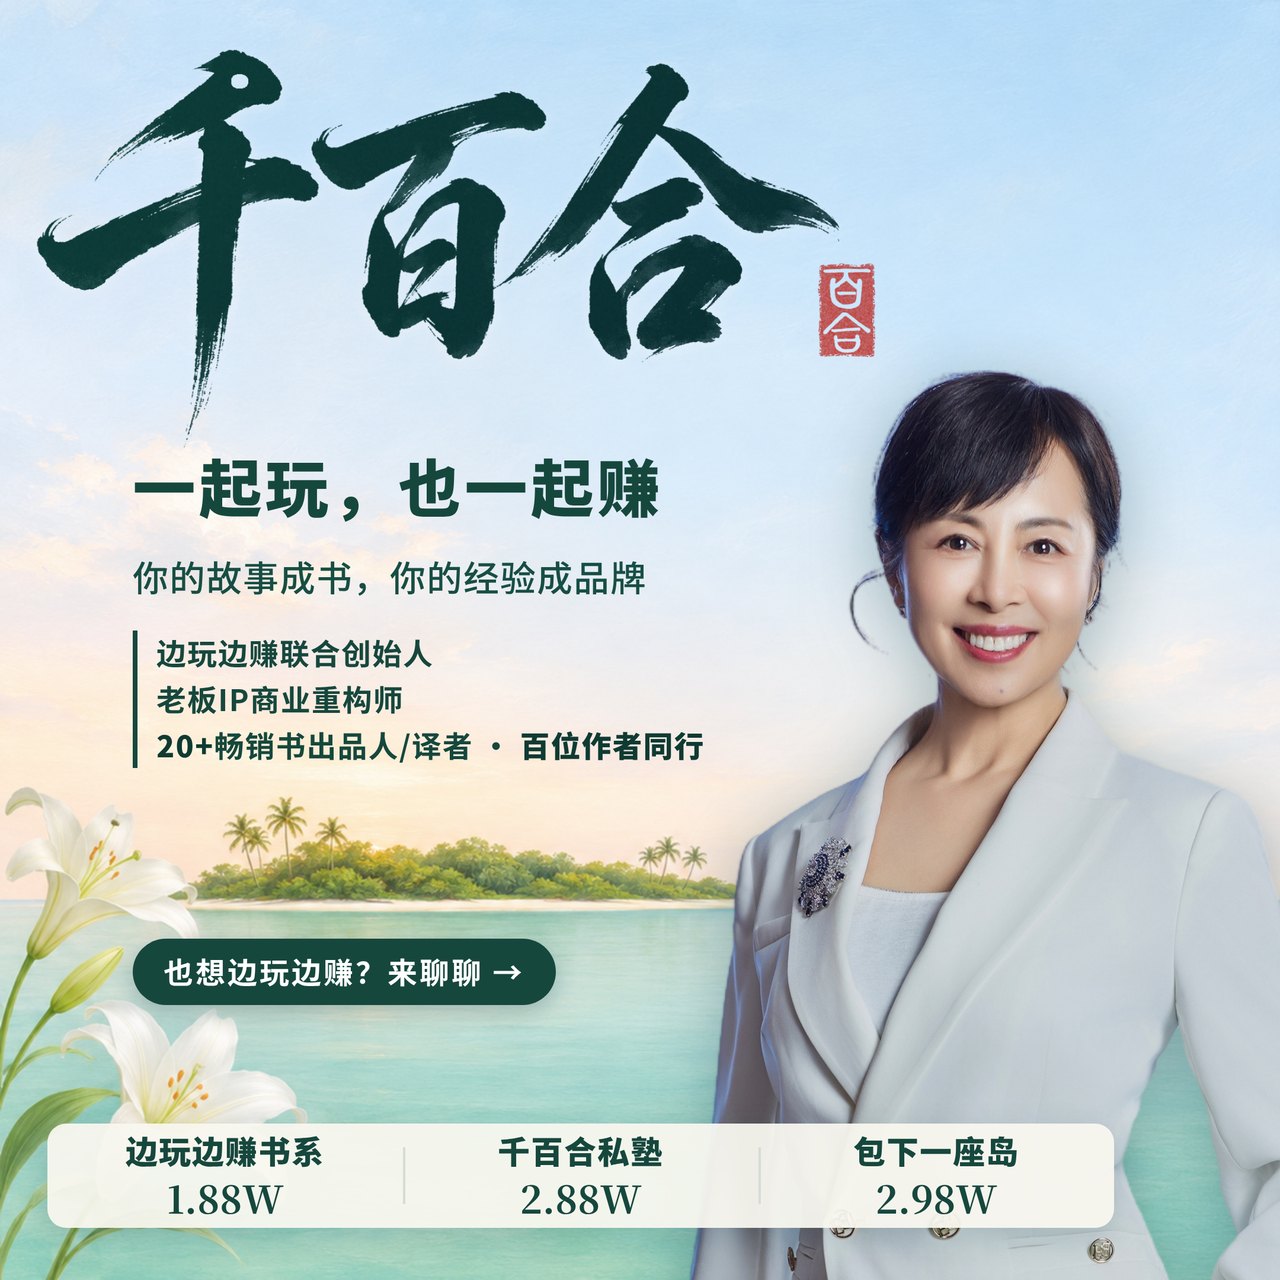 千百合
百合
一起玩，也一起赚
你的故事成书，你的经验成品牌
边玩边赚联合创始人
老板IP商业重构师
20+畅销书出品人/译者 · 百位作者同行
也想边玩边赚？来聊聊 →
边玩边赚书系
1.88W
千百合私塾
2.88W
包下一座岛
2.98W